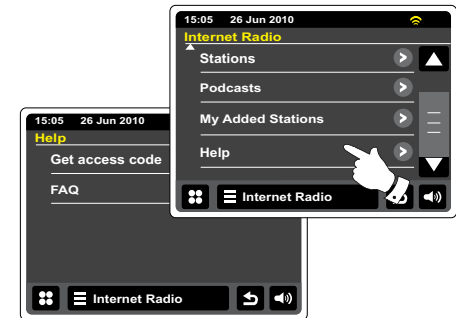 15:05 26 Jun 2010
Internet Radio
Stations
Podcasts
My Added Stations
Help
Internet Radio
15:05 26 Jun 2010
Help
Get access code
FAQ
Internet Radio